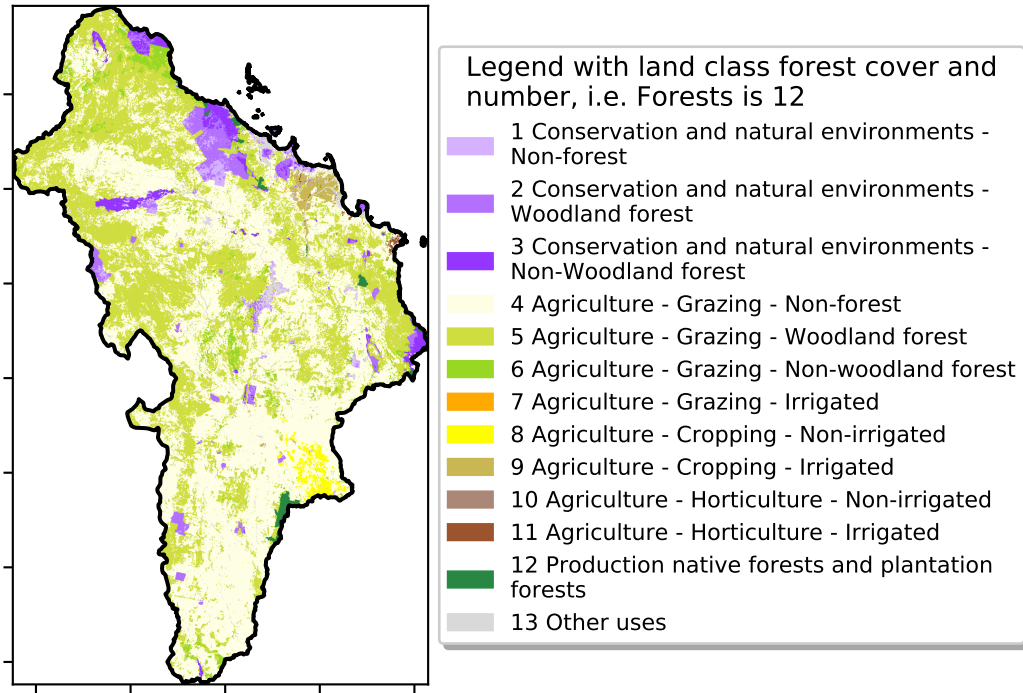 Legend with land class forest cover and
number, i.e. Forests is 12
1 Conservation and natural environments -
Non-forest
2 Conservation and natural environments -
Woodland forest
3 Conservation and natural environments -
Non-Woodland forest
4 Agriculture - Grazing - Non-forest
5 Agriculture - Grazing - Woodland forest
6 Agriculture - Grazing - Non-woodland forest
7 Agriculture - Grazing - Irrigated
8 Agriculture - Cropping - Non-irrigated
9 Agriculture - Cropping - Irrigated
10 Agriculture - Horticulture - Non-irrigated
11 Agriculture - Horticulture - Irrigated
12 Production native forests and plantation
forests
13 Other uses